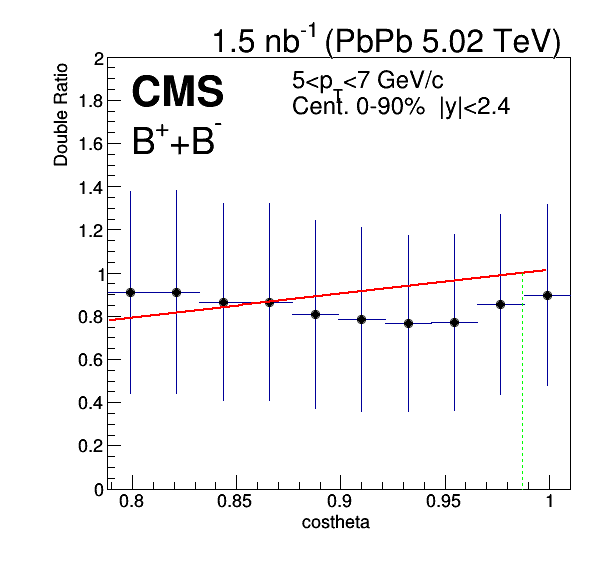 1.5 nb⁻¹ (PbPb 5.02 TeV)
CMS
5<p_T<7 GeV/c
Cent. 0-90% |y|<2.4
B⁺+B⁻
Double Ratio
2
1.8
1.6
1.4
1.2
1
0.8
0.6
0.4
0.2
0
0.8 0.85 0.9 0.95 1
costheta